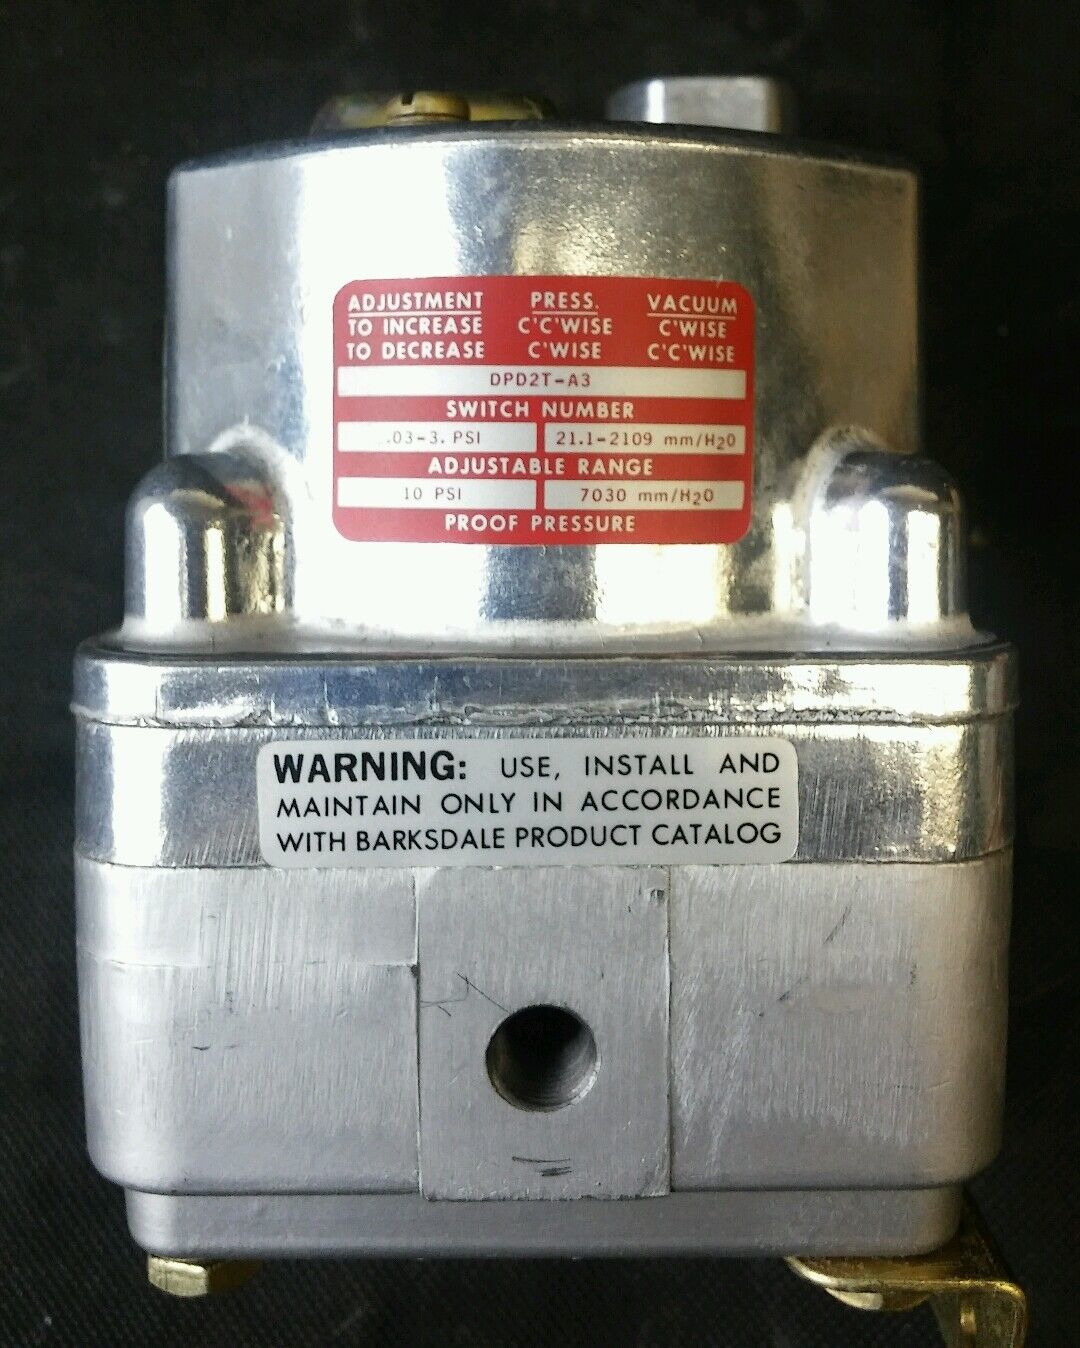 ADJUSTMENT PRESS. VACUUM
TO INCREASE C'C'WISE C'WISE
TO DECREASE C'WISE C'C'WISE
DPD2T-A3
SWITCH NUMBER
.03-3. PSI 21.1-2109 mm/H2O
ADJUSTABLE RANGE
10 PSI 7030 mm/H2O
PROOF PRESSURE
WARNING: USE, INSTALL AND
MAINTAIN ONLY IN ACCORDANCE
WITH BARKSDALE PRODUCT CATALOG